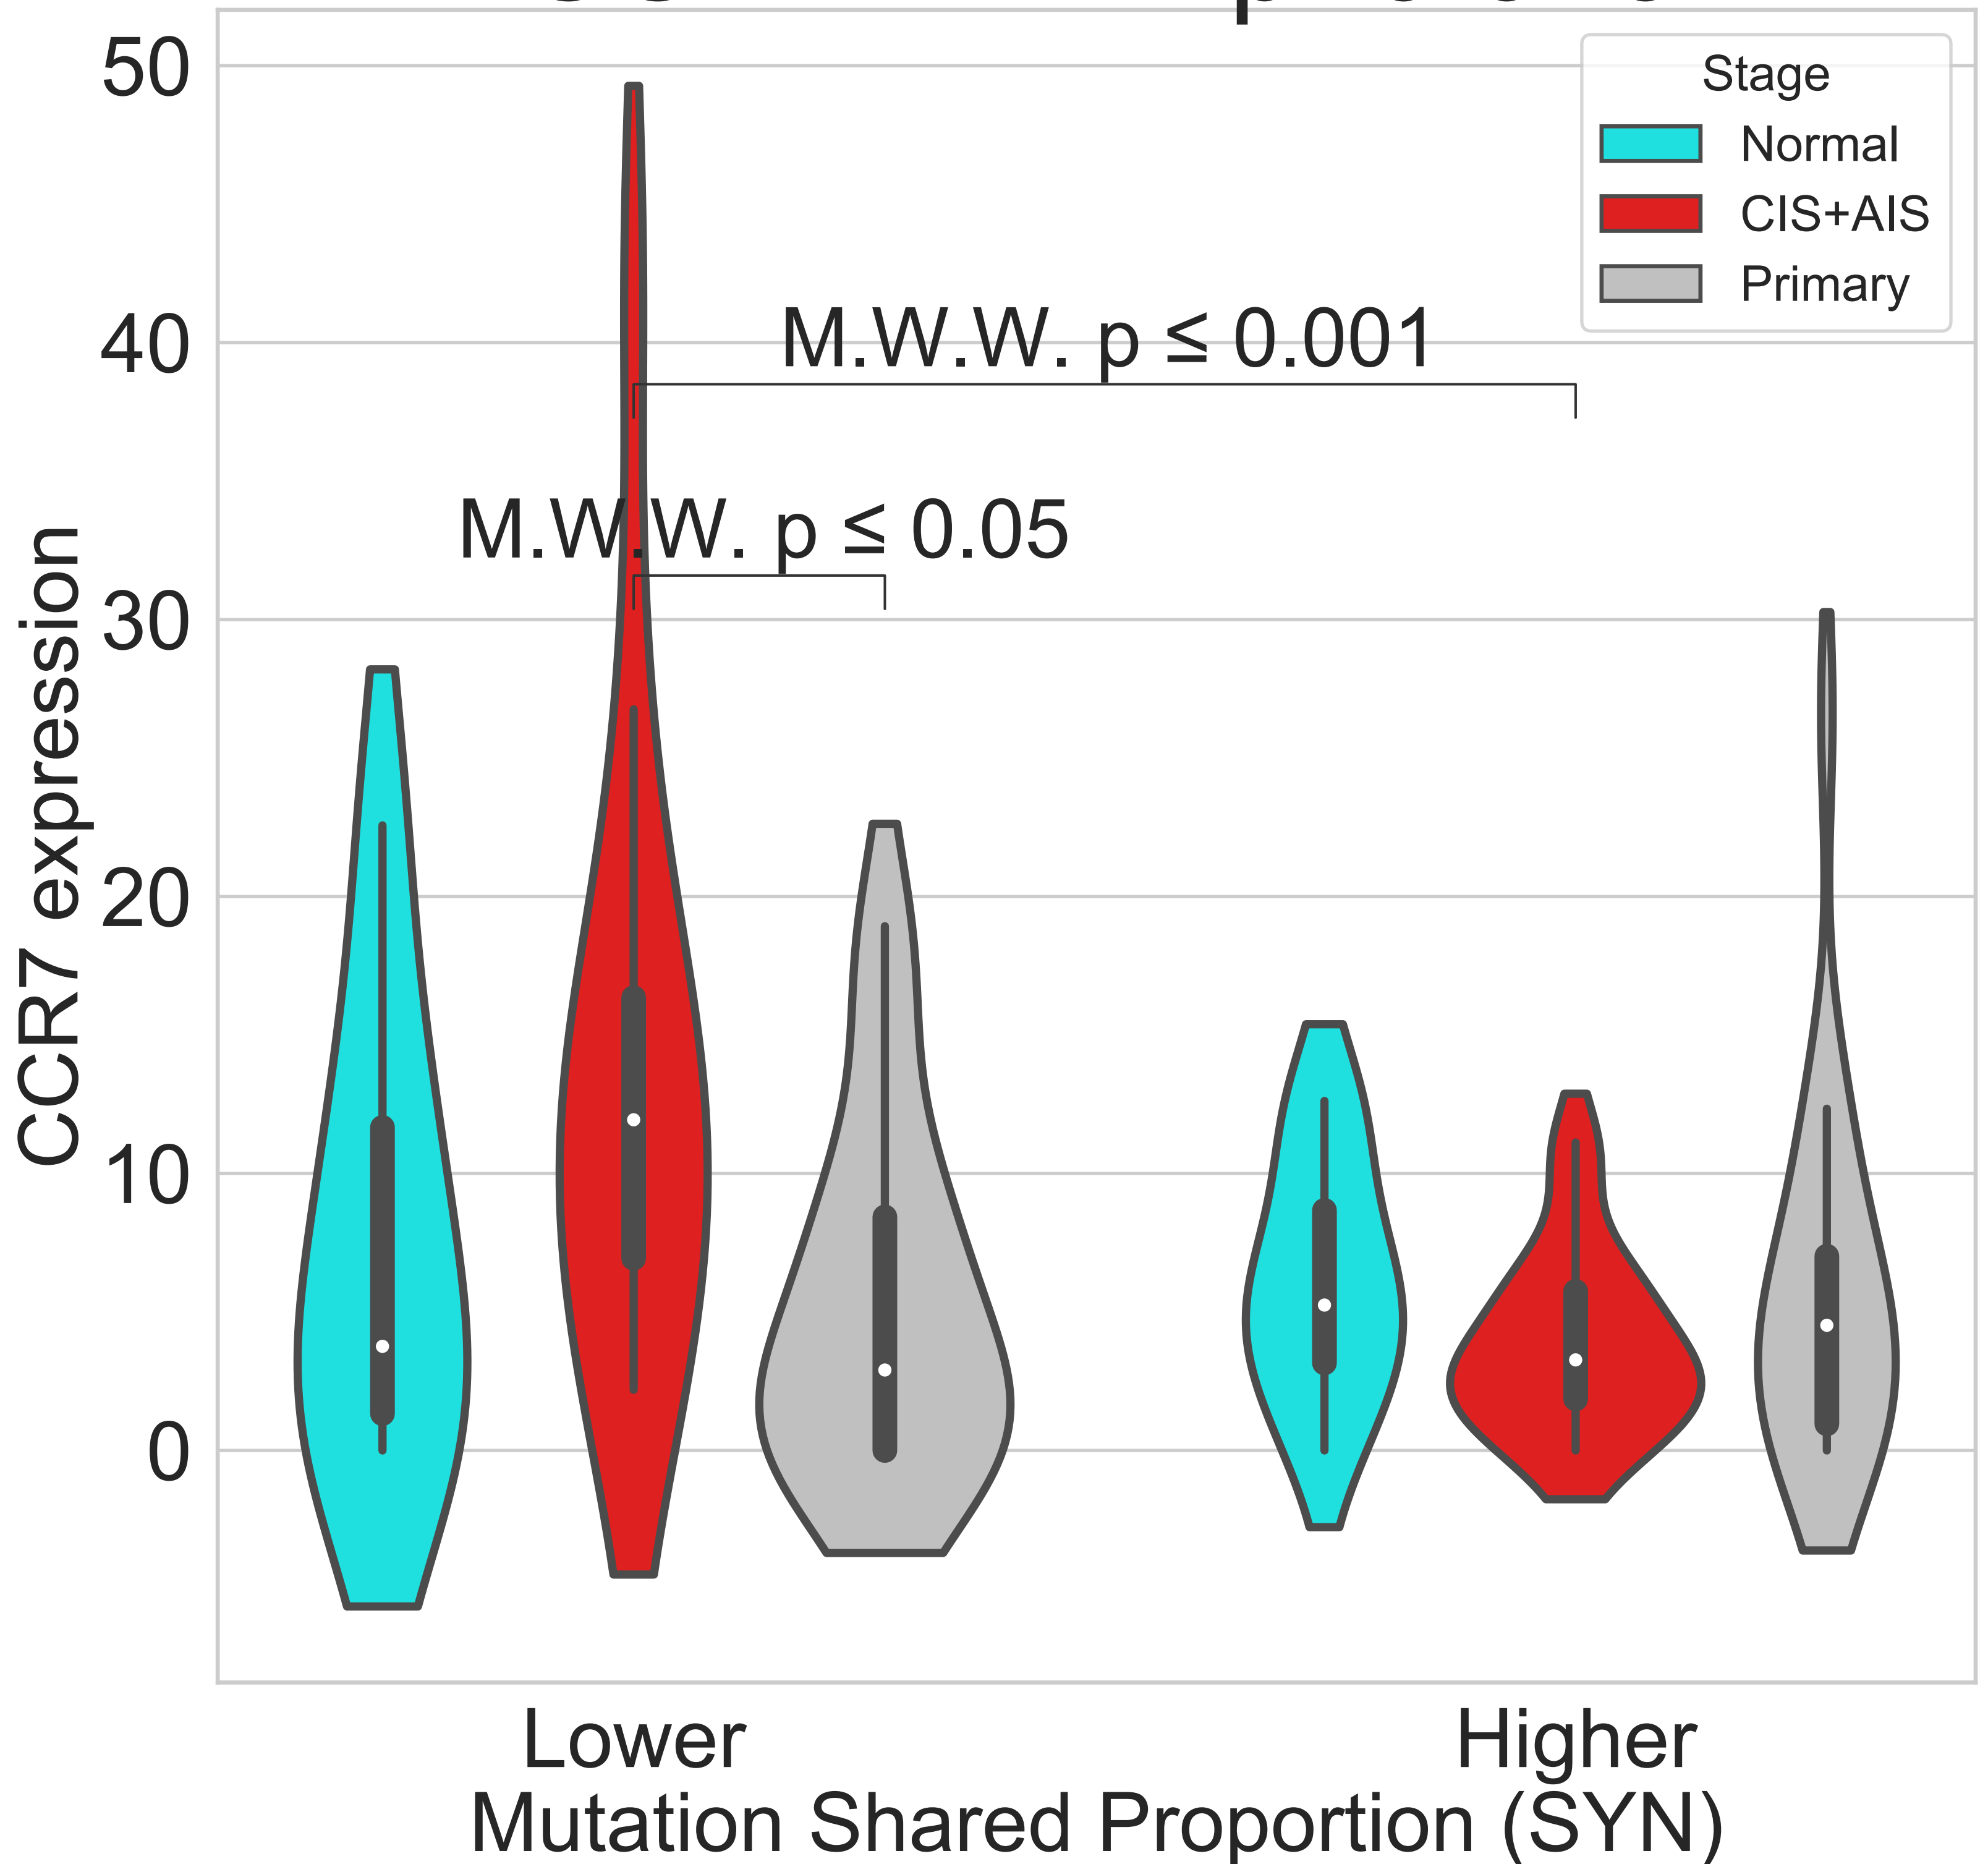 50
40
30
20
10
0
CCR7 expression
Stage
Normal
CIS+AIS
Primary
M.W.W. p ≤ 0.001
M.W.W. p ≤ 0.05
Lower
Higher
Mutation Shared Proportion (SYN)